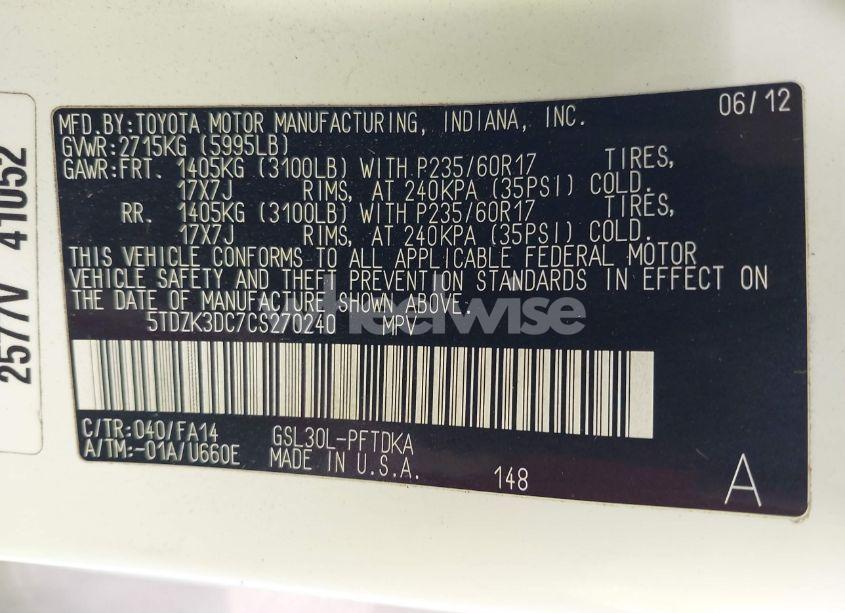 06/12
MFD.BY:TOYOTA MOTOR MANUFACTURING, INDIANA, INC.
GVWR:2715KG (5995LB)
GAWR:FRT. 1405KG (3100LB) WITH P235/60R17 TIRES,
17X7J RIMS, AT 240KPA (35PSI) COLD.
RR. 1405KG (3100LB) WITH P235/60R17 TIRES,
17X7J RIMS, AT 240KPA (35PSI) COLD.
THIS VEHICLE CONFORMS TO ALL APPLICABLE FEDERAL MOTOR
VEHICLE SAFETY AND THEFT PREVENTION STANDARDS IN EFFECT ON
THE DATE OF MANUFACTURE SHOWN ABOVE.
5TDZK3DC7CS270240 MPV
C/TR:040/FA14 GSL30L-PFTDKA
A/TM:-01A/U660E MADE IN U.S.A.
148
A
2577V 41052
wheelwise